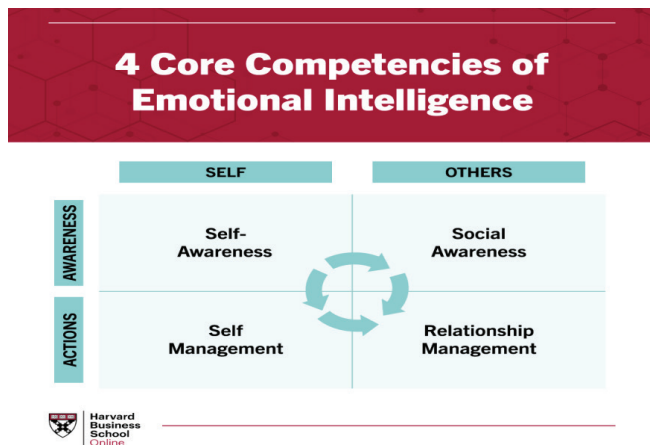 4 Core Competencies of
Emotional Intelligence
SELF
OTHERS
AWARENESS
Self-
Awareness
Social
Awareness
ACTIONS
Self
Management
Relationship
Management
Harvard
Business
School
Online